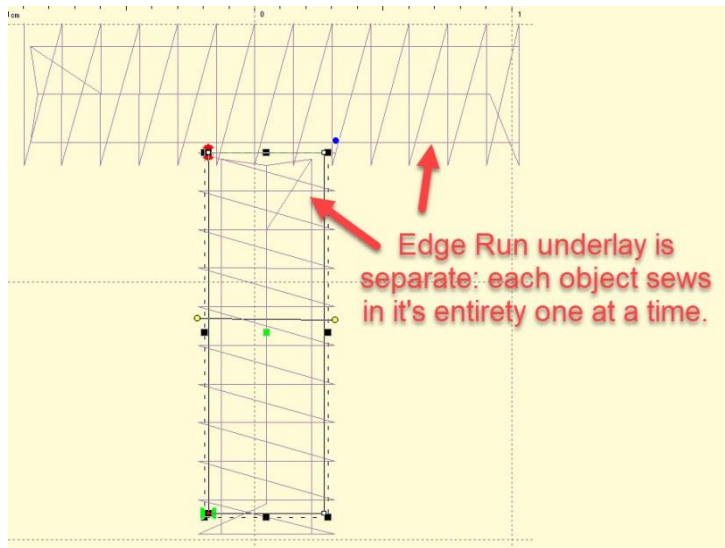 cm
0
1
Edge Run underlay is
separate: each object sews
in it's entirety one at a time.